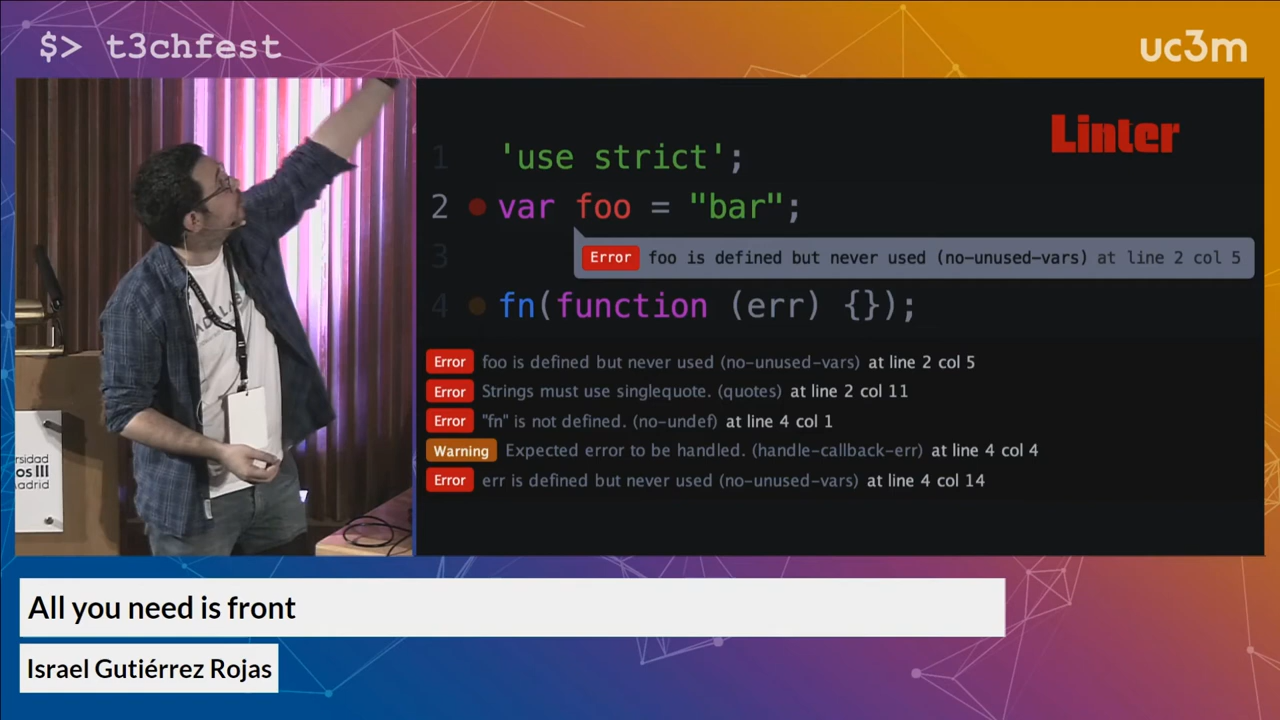 $> t3chfest
uc3m
Linter
1 'use strict';
2 var foo = "bar";
3
Error foo is defined but never used (no-unused-vars) at line 2 col 5
4 fn(function (err) {});
Error foo is defined but never used (no-unused-vars) at line 2 col 5
Error Strings must use singlequote. (quotes) at line 2 col 11
Error "fn" is not defined. (no-undef) at line 4 col 1
Warning Expected error to be handled. (handle-callback-err) at line 4 col 4
Error err is defined but never used (no-unused-vars) at line 4 col 14
All you need is front
Israel Gutiérrez Rojas